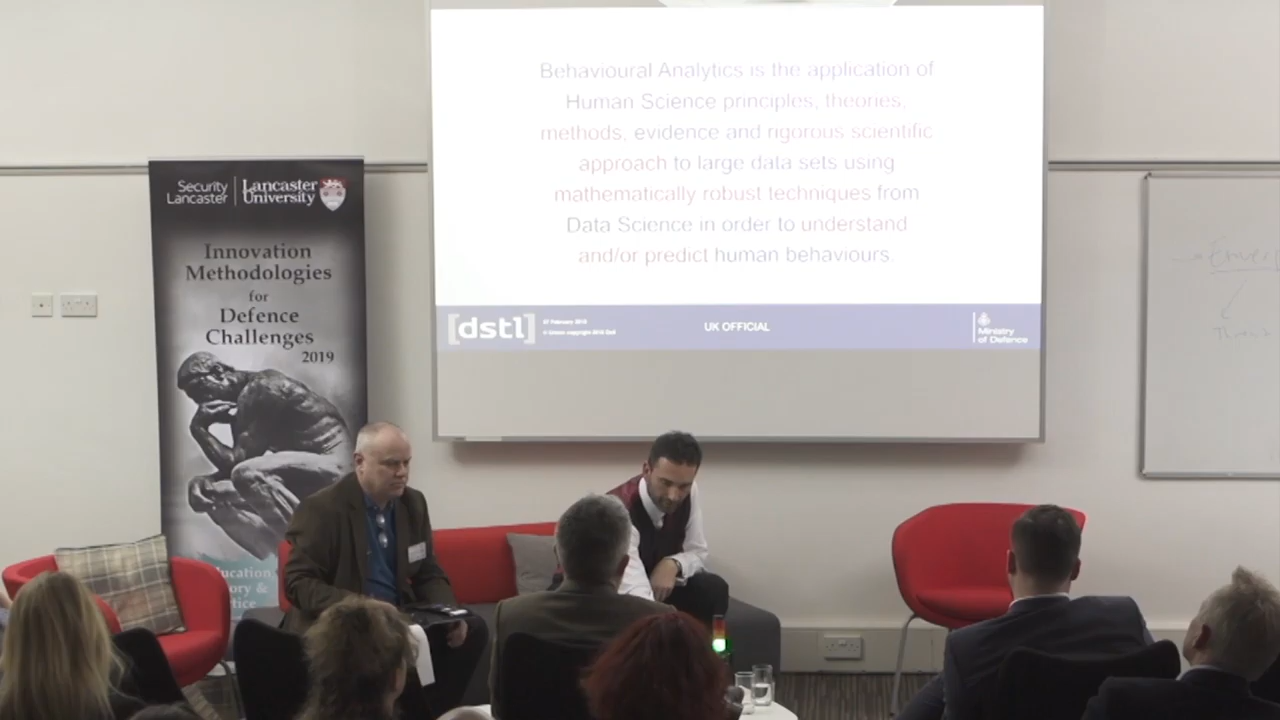 Behavioural Analytics is the application of
Human Science principles, theories,
methods, evidence and rigorous scientific
approach to large data sets using
mathematically robust techniques from
Data Science in order to understand
and/or predict human behaviours.
[dstl]
UK OFFICIAL
Ministry
of Defence
Security
Lancaster
Lancaster
University
Innovation
Methodologies
for
Defence
Challenges
2019